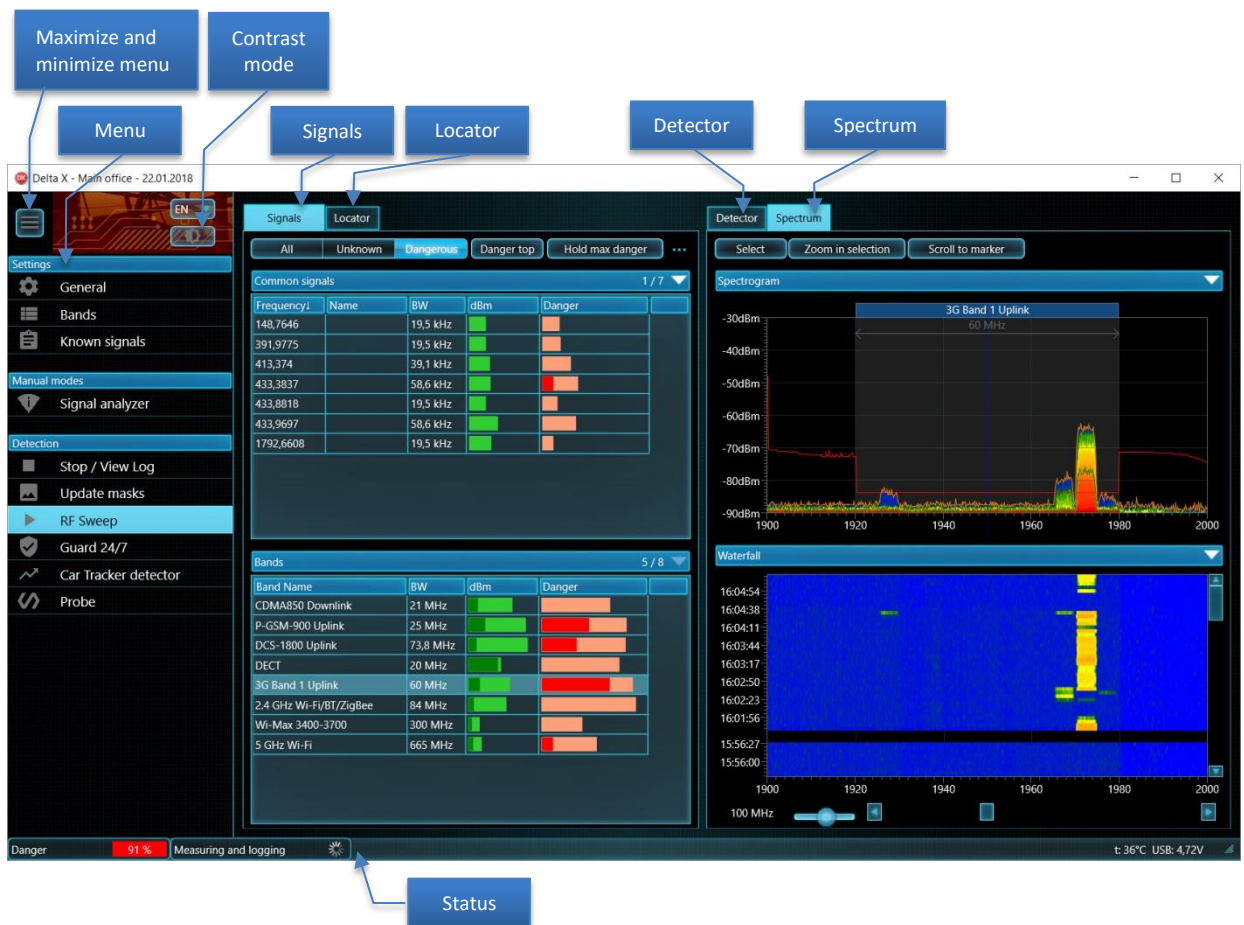 Maximize and
minimize menu
Contrast
mode
Menu
Signals
Locator
Detector
Spectrum
Delta X - Main office - 22.01.2018
EN
Settings
General
Bands
Known signals
Manual modes
Signal analyzer
Detection
Stop / View Log
Update masks
RF Sweep
Guard 24/7
Car Tracker detector
Probe
Signals Locator
All Unknown Dangerous Danger top Hold max danger ...
Common signals 1 / 7
Frequency↓ Name BW dBm Danger
148,7646 19,5 kHz
391,9775 19,5 kHz
413,374 39,1 kHz
433,3837 58,6 kHz
433,8818 19,5 kHz
433,9697 58,6 kHz
1792,6608 19,5 kHz
Bands 5 / 8
Band Name BW dBm Danger
CDMA850 Downlink 21 MHz
P-GSM-900 Uplink 25 MHz
DCS-1800 Uplink 73,8 MHz
DECT 20 MHz
3G Band 1 Uplink 60 MHz
2.4 GHz Wi-Fi/BT/ZigBee 84 MHz
Wi-Max 3400-3700 300 MHz
5 GHz Wi-Fi 665 MHz
Detector Spectrum
Select Zoom in selection Scroll to marker
Spectrogram
3G Band 1 Uplink
60 MHz
-30dBm
-40dBm
-50dBm
-60dBm
-70dBm
-80dBm
-90dBm
1900 1920 1940 1960 1980 2000
Waterfall
16:04:54
16:04:38
16:04:11
16:03:44
16:03:17
16:02:50
16:02:23
16:01:56
15:56:27
15:56:00
1900 1920 1940 1960 1980 2000
100 MHz
Danger 91 % Measuring and logging
t: 36°C USB: 4,72V
Status